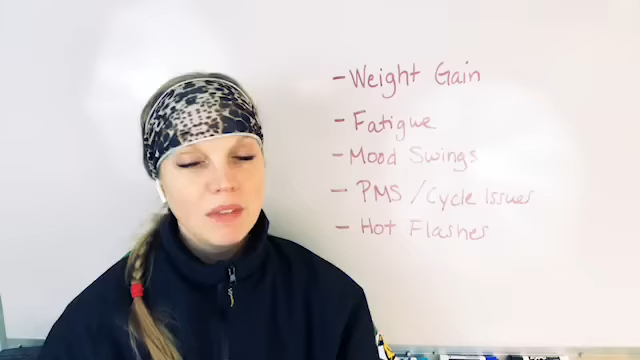 - Weight Gain
- Fatigue
- Mood Swings
- PMS / Cycle Issues
- Hot Flashes